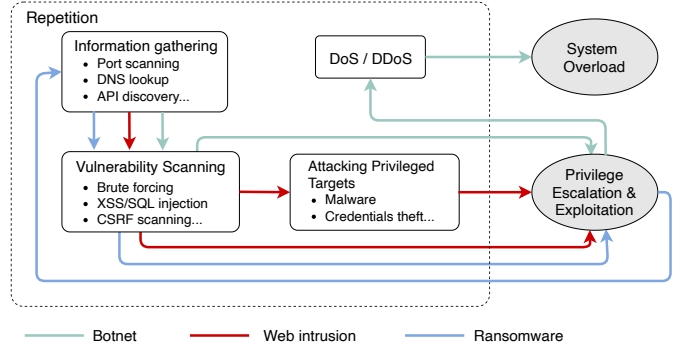 Repetition
Information gathering
• Port scanning
• DNS lookup
• API discovery...
DoS / DDoS
System
Overload
Vulnerability Scanning
• Brute forcing
• XSS/SQL injection
• CSRF scanning...
Attacking Privileged
Targets
• Malware
• Credentials theft...
Privilege
Escalation &
Exploitation
Botnet
Web intrusion
Ransomware